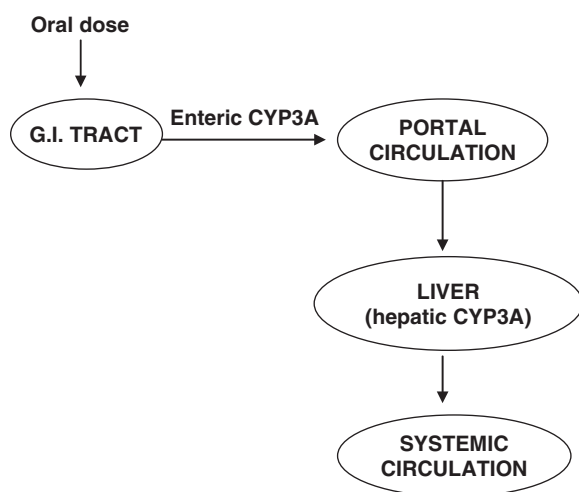 Oral dose
G.I. TRACT
Enteric CYP3A
PORTAL
CIRCULATION
LIVER
(hepatic CYP3A)
SYSTEMIC
CIRCULATION